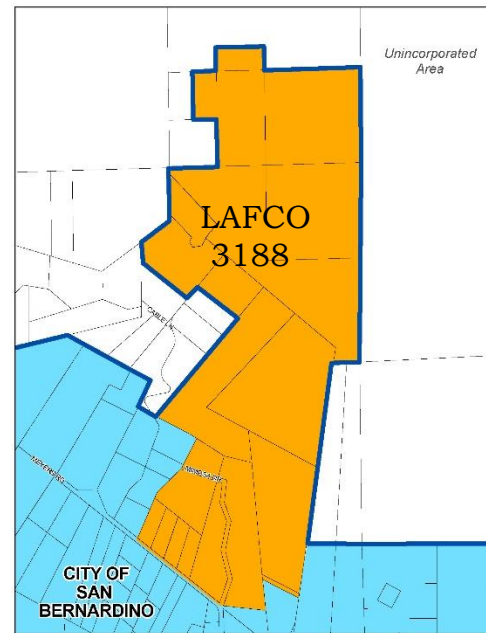 Unincorporated
Area
LAFCO
3188
CABLE LN
CITY OF
SAN
BERNARDINO